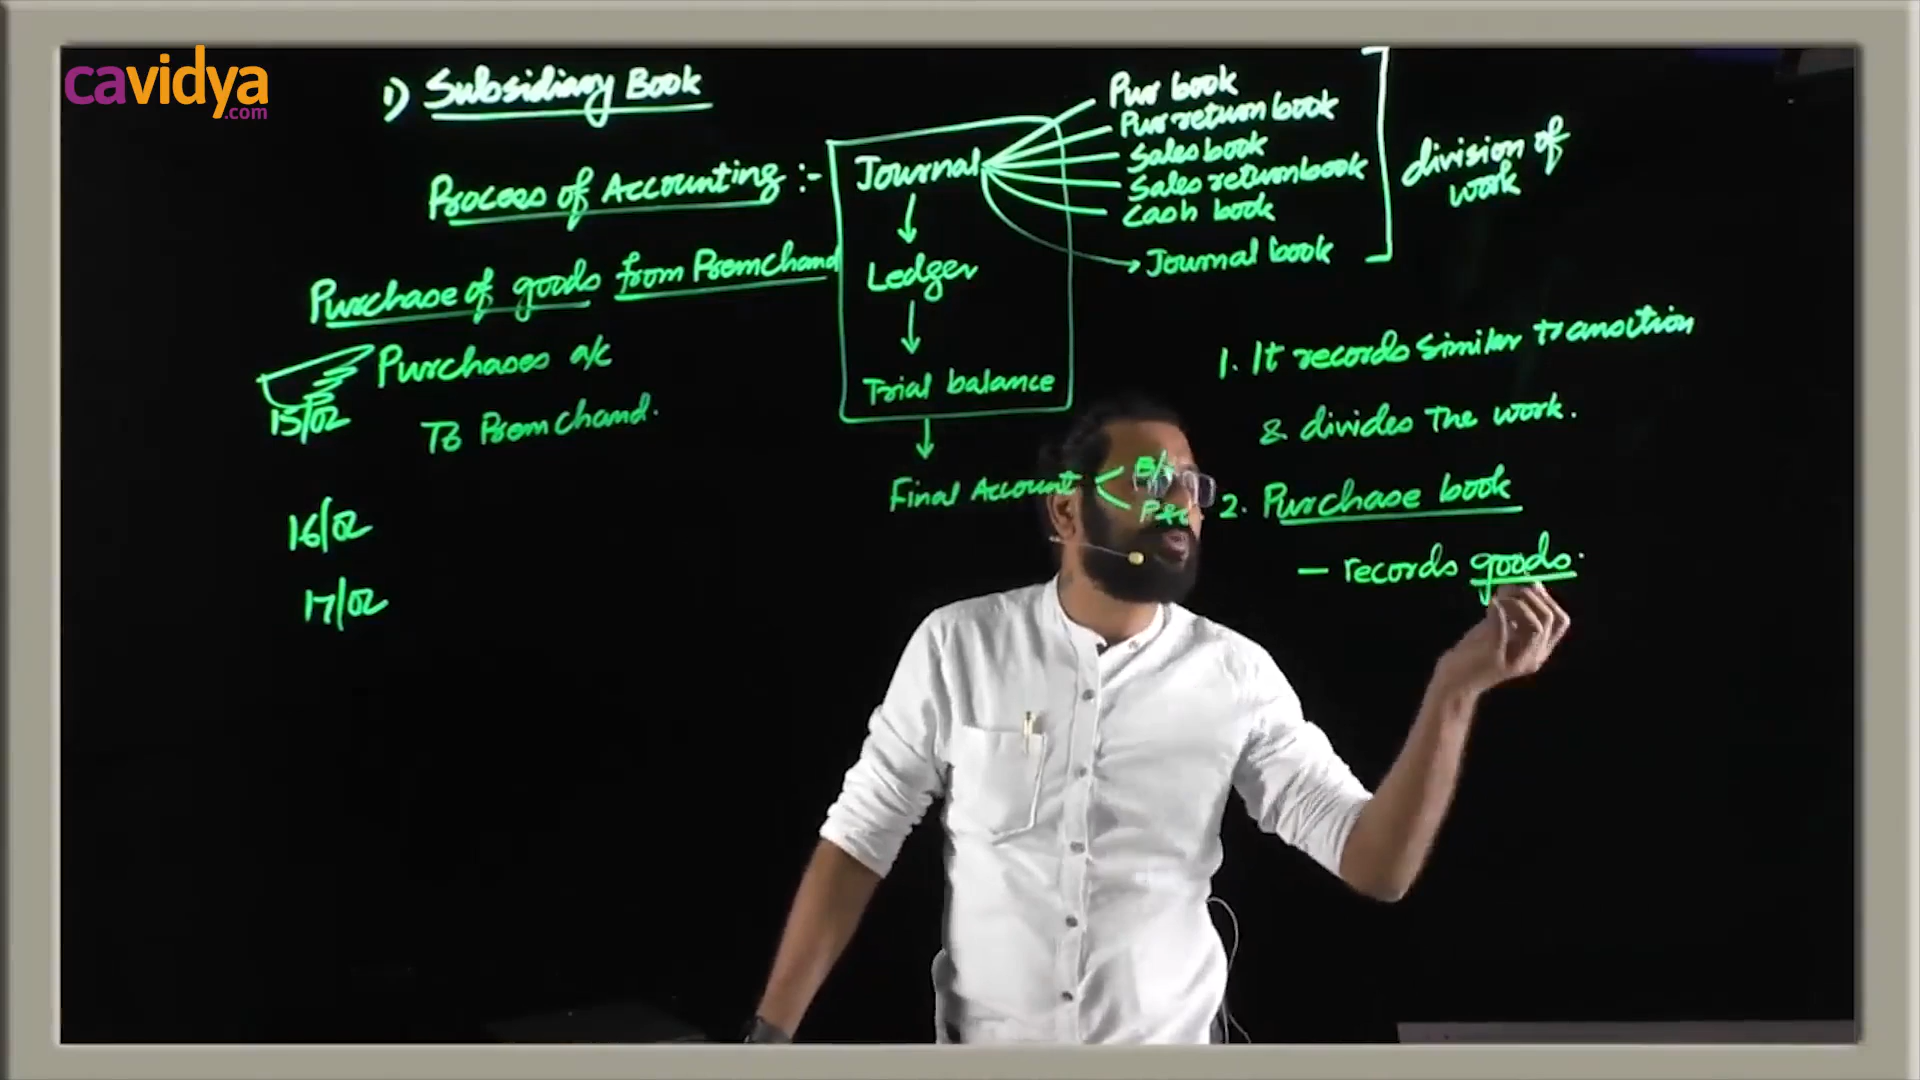 cavidya
.com
1) Subsidiary Book
Process of Accounting :-
Journal
Pur book
Pur return book
Sales book
Sales return book
Cash book
Journal book
division of
work
Ledger
Trial balance
Final Account
Purchase of goods from Premchand
Purchases a/c
15/02
To Premchand.
16/02
17/02
1. It records similar transition
& divides the work.
2. Purchase book
— records goods.